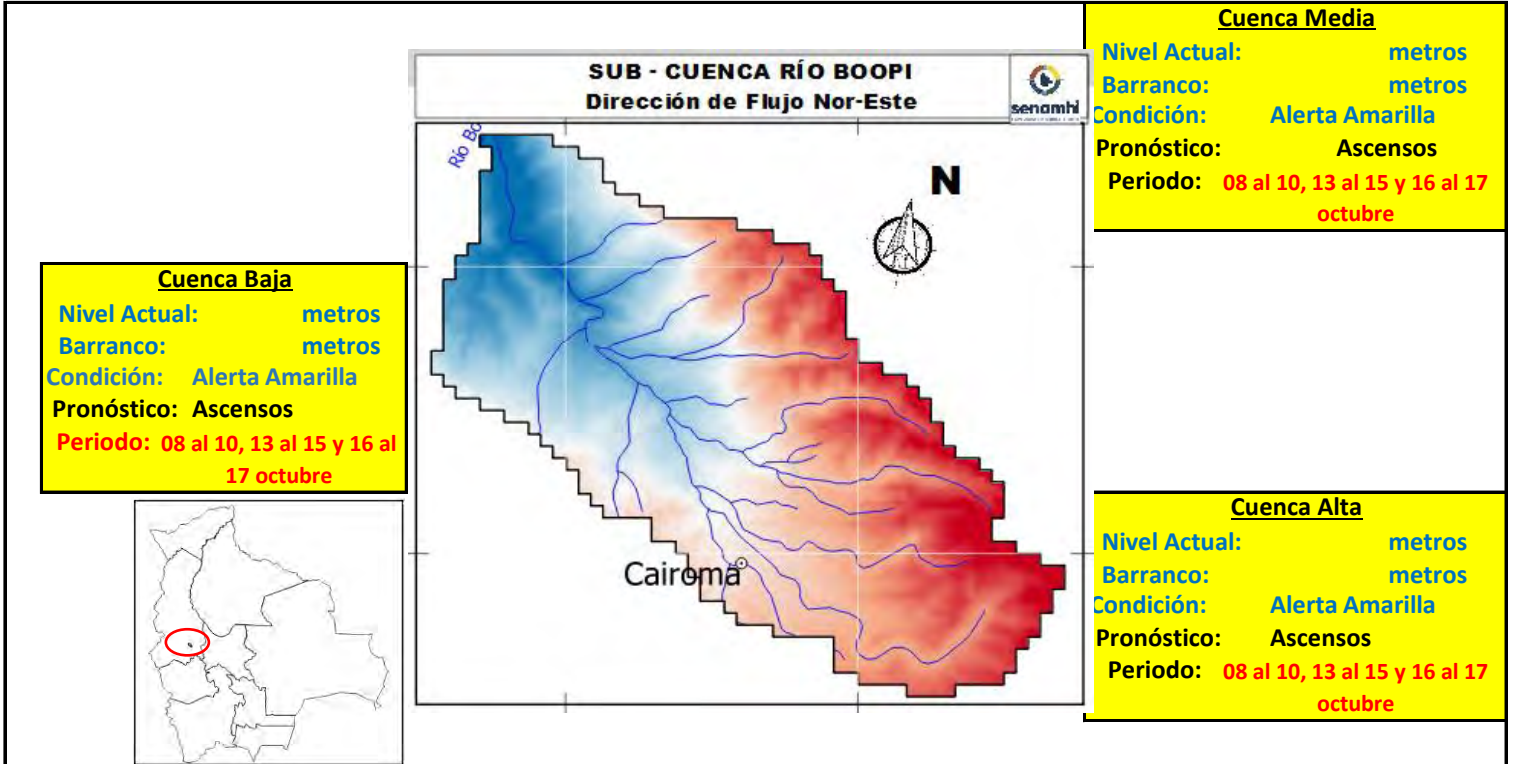 SUB - CUENCA RÍO BOOPI
Dirección de Flujo Nor-Este
senamhi
Río Bo
N
Cairoma
Cuenca Media
Nivel Actual: metros
Barranco: metros
Condición: Alerta Amarilla
Pronóstico: Ascensos
Periodo: 08 al 10, 13 al 15 y 16 al 17
octubre
Cuenca Baja
Nivel Actual: metros
Barranco: metros
Condición: Alerta Amarilla
Pronóstico: Ascensos
Periodo: 08 al 10, 13 al 15 y 16 al
17 octubre
Cuenca Alta
Nivel Actual: metros
Barranco: metros
Condición: Alerta Amarilla
Pronóstico: Ascensos
Periodo: 08 al 10, 13 al 15 y 16 al 17
octubre